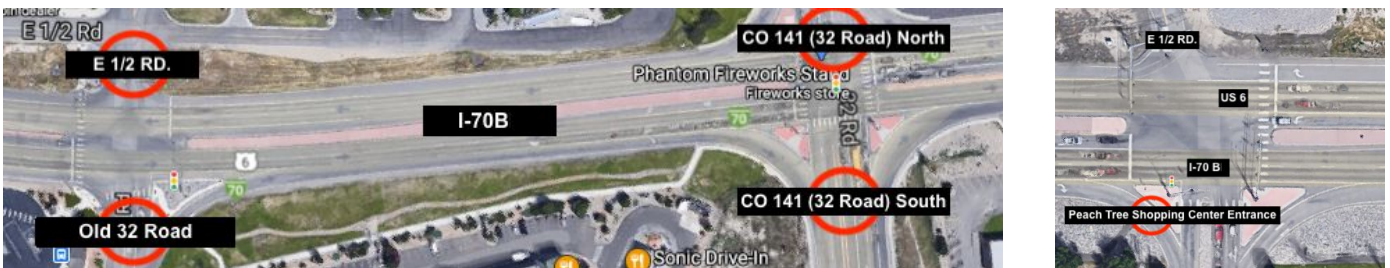 E 1/2 Rd
E 1/2 RD.
CO 141 (32 Road) North
Phantom Fireworks Stand
Fireworks store
I-70B
70
32 Rd
6
70
CO 141 (32 Road) South
Old 32 Road
Sonic Drive-In
E 1/2 RD.
US 6
I-70 B
Peach Tree Shopping Center Entrance